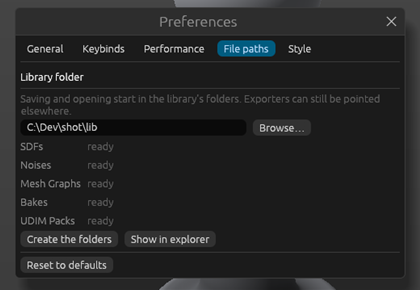 Preferences
General Keybinds Performance File paths Style
Library folder
Saving and opening start in the library's folders. Exporters can still be pointed
elsewhere.
C:\Dev\shot\lib Browse...
SDFs ready
Noises ready
Mesh Graphs ready
Bakes ready
UDIM Packs ready
Create the folders Show in explorer
Reset to defaults